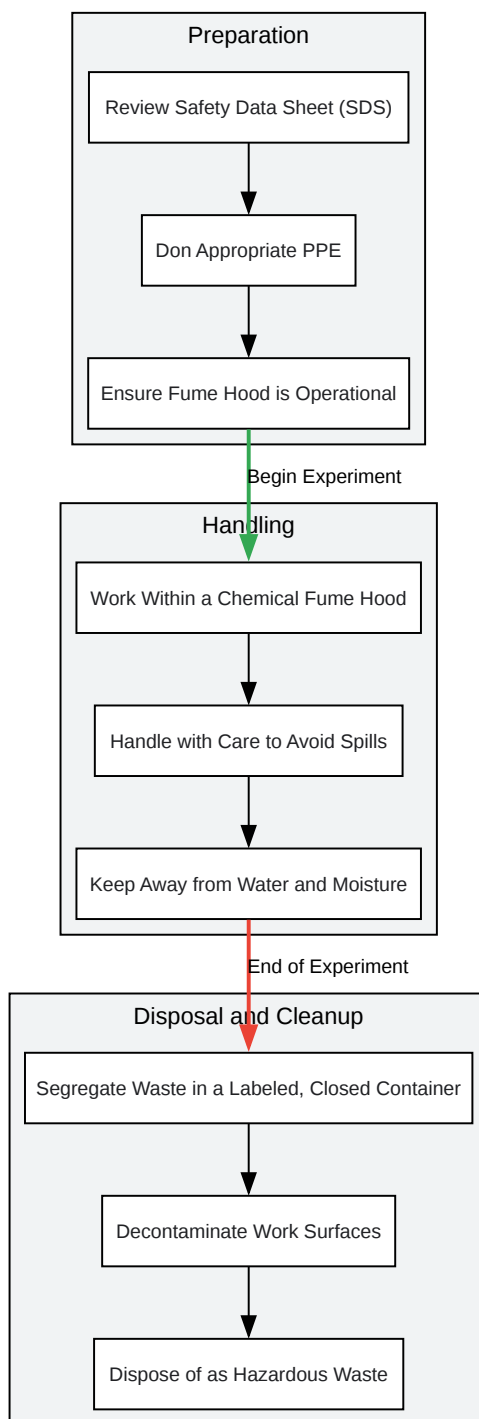 Preparation
Review Safety Data Sheet (SDS)
Don Appropriate PPE
Ensure Fume Hood is Operational
Begin Experiment
Handling
Work Within a Chemical Fume Hood
Handle with Care to Avoid Spills
Keep Away from Water and Moisture
End of Experiment
Disposal and Cleanup
Segregate Waste in a Labeled, Closed Container
Decontaminate Work Surfaces
Dispose of as Hazardous Waste